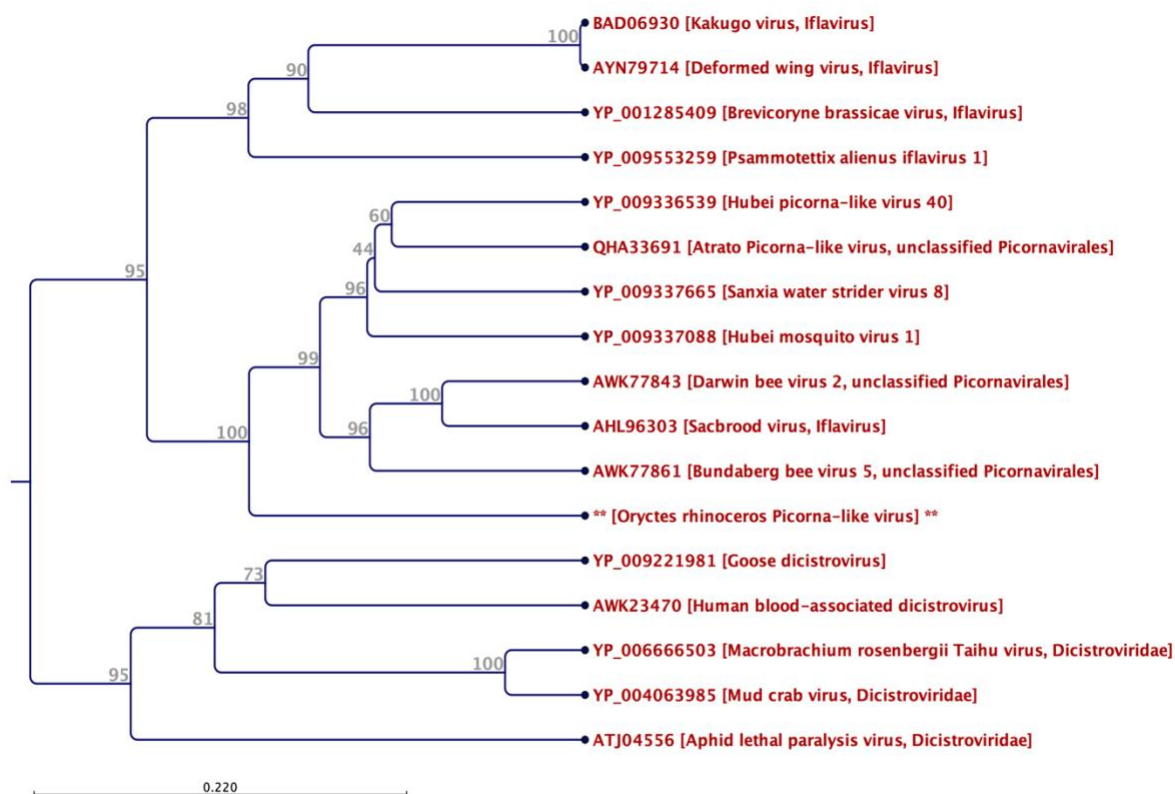 BAD06930 [Kakugo virus, Iflavirus]
100
AYN79714 [Deformed wing virus, Iflavirus]
90
98
YP_001285409 [Brevicoryne brassicae virus, Iflavirus]
YP_009553259 [Psammotettix alienus iflavirus 1]
YP_009336539 [Hubei picorna-like virus 40]
60
QHA33691 [Atrato Picorna-like virus, unclassified Picornavirales]
44
95
96
YP_009337665 [Sanxia water strider virus 8]
YP_009337088 [Hubei mosquito virus 1]
99
AWK77843 [Darwin bee virus 2, unclassified Picornavirales]
100
AHL96303 [Sacbrood virus, Iflavirus]
100
96
AWK77861 [Bundaberg bee virus 5, unclassified Picornavirales]
** [Oryctes rhinoceros Picorna-like virus] **
YP_009221981 [Goose dicistrovirus]
73
AWK23470 [Human blood-associated dicistrovirus]
81
YP_006666503 [Macrobrachium rosenbergii Taihu virus, Dicistroviridae]
95
100
YP_004063985 [Mud crab virus, Dicistroviridae]
ATJ04556 [Aphid lethal paralysis virus, Dicistroviridae]
0.220